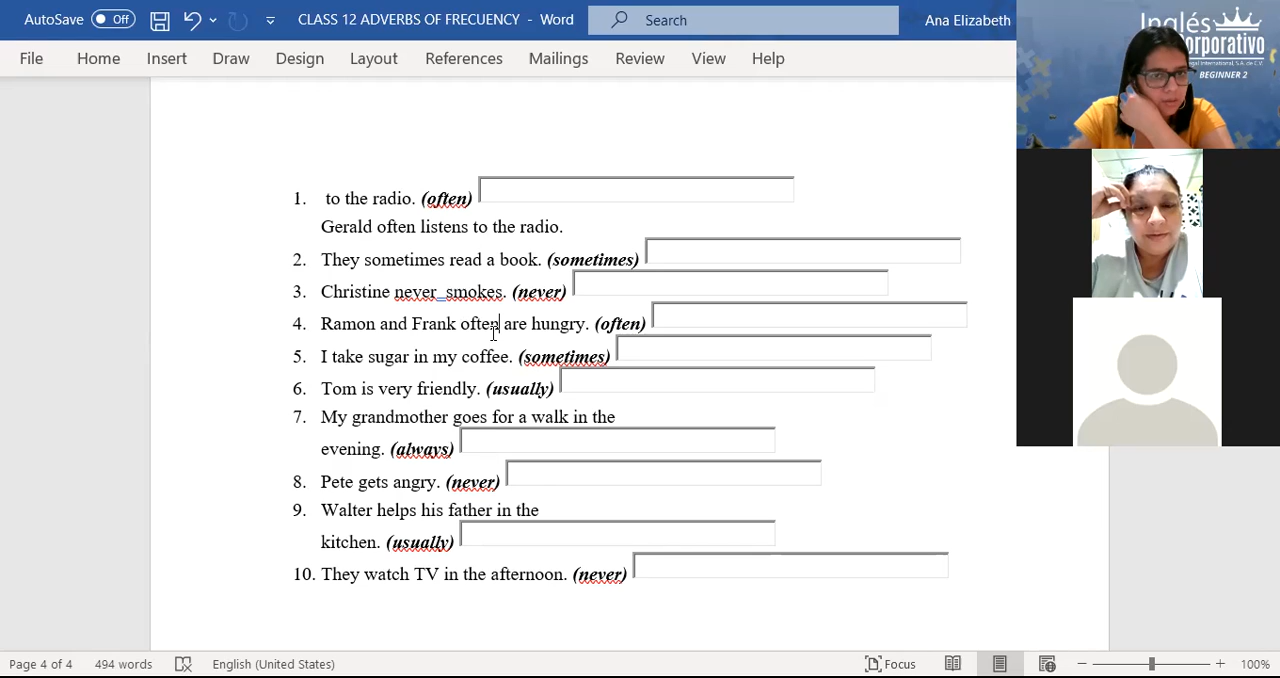 AutoSave Off CLASS 12 ADVERBS OF FRECUENCY - Word Search Ana Elizabeth
File Home Insert Draw Design Layout References Mailings Review View Help
Inglés
orporativo
egal International, S.A. de C.V.
BEGINNER 2
1. to the radio. (often)
Gerald often listens to the radio.
2. They sometimes read a book. (sometimes)
3. Christine never smokes. (never)
4. Ramon and Frank often are hungry. (often)
5. I take sugar in my coffee. (sometimes)
6. Tom is very friendly. (usually)
7. My grandmother goes for a walk in the
evening. (always)
8. Pete gets angry. (never)
9. Walter helps his father in the
kitchen. (usually)
10. They watch TV in the afternoon. (never)
Page 4 of 4 494 words English (United States) Focus 100%